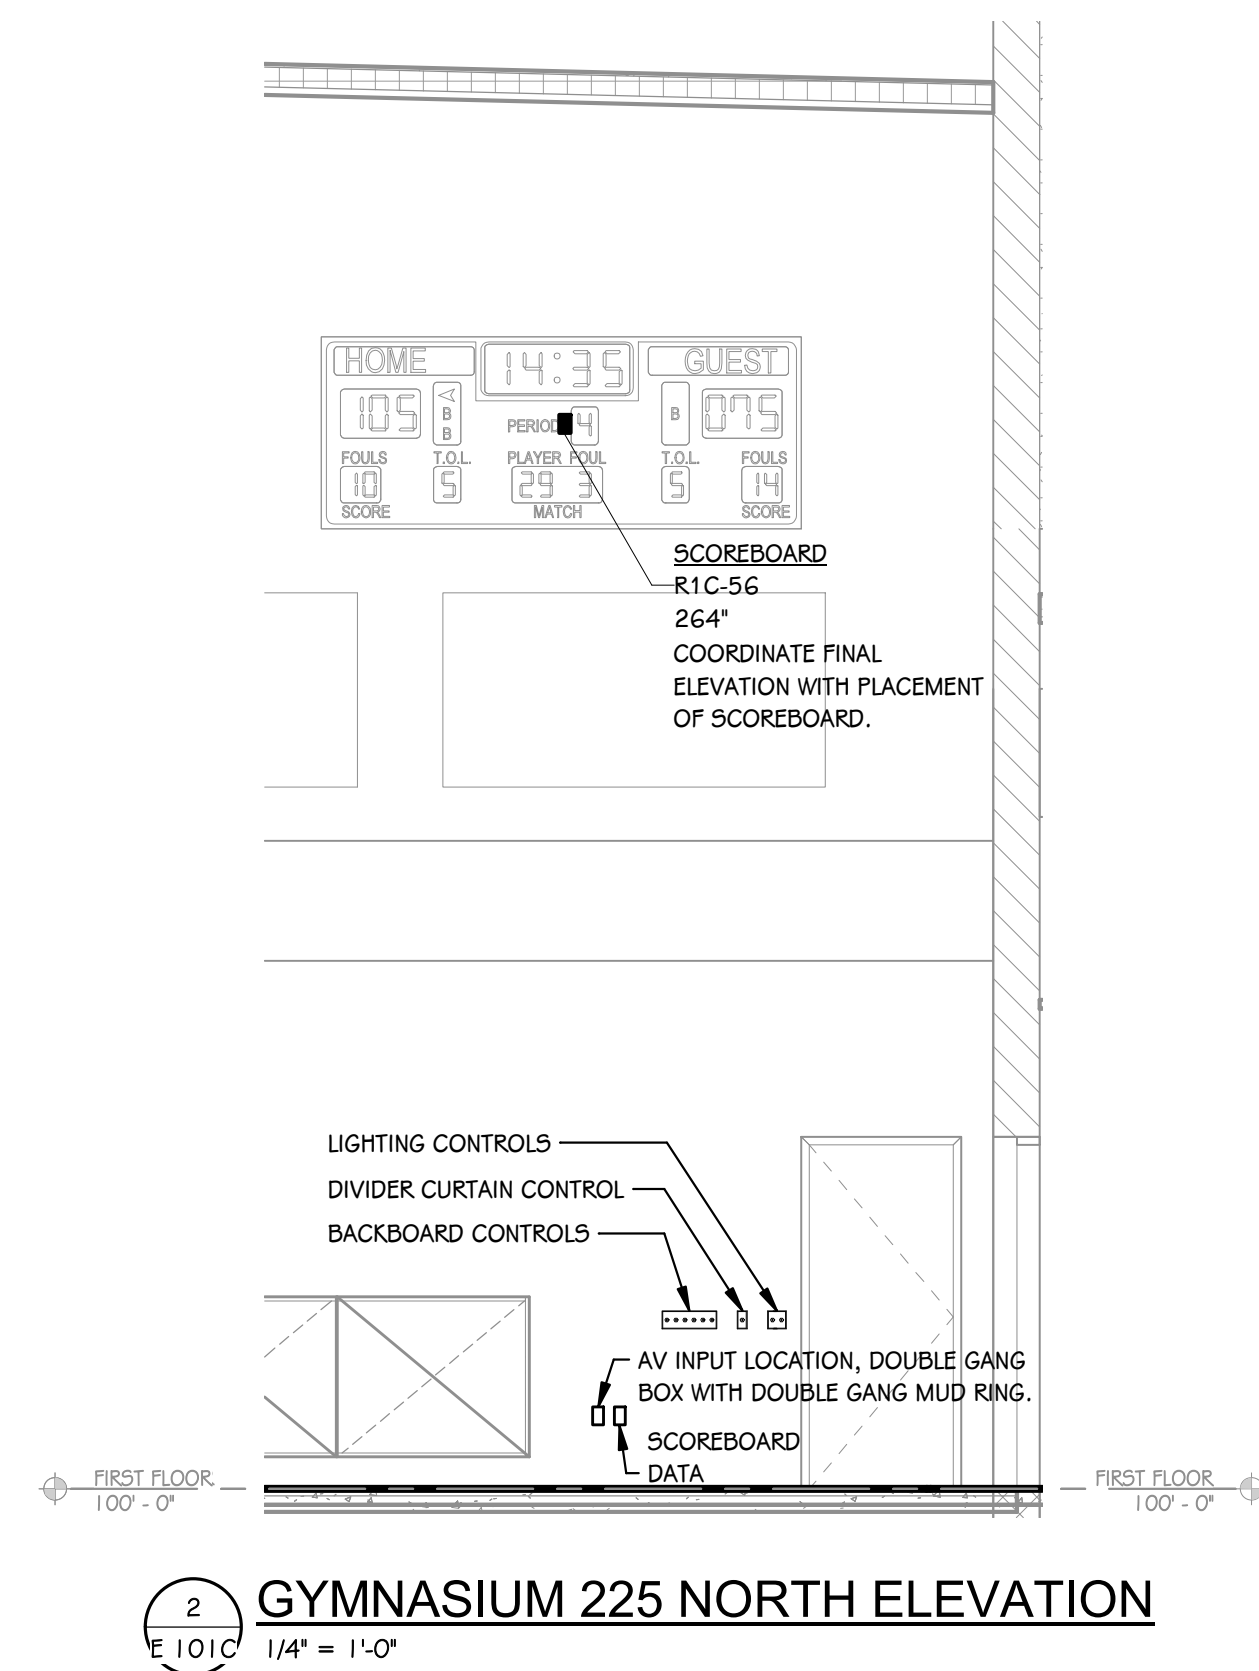 HOME 14:35 GUEST
105 B B PERIOD 4 B 075
FOULS T.O.L. PLAYER FOUL T.O.L. FOULS
10 5 29 3 5 14
SCORE MATCH SCORE
SCOREBOARD
R1C-56
264"
COORDINATE FINAL
ELEVATION WITH PLACEMENT
OF SCOREBOARD.
LIGHTING CONTROLS
DIVIDER CURTAIN CONTROL
BACKBOARD CONTROLS
AV INPUT LOCATION, DOUBLE GANG
BOX WITH DOUBLE GANG MUD RING.
SCOREBOARD
DATA
FIRST FLOOR
100' - 0"
FIRST FLOOR
100' - 0"
2
E101C
GYMNASIUM 225 NORTH ELEVATION
1/4" = 1'-0"